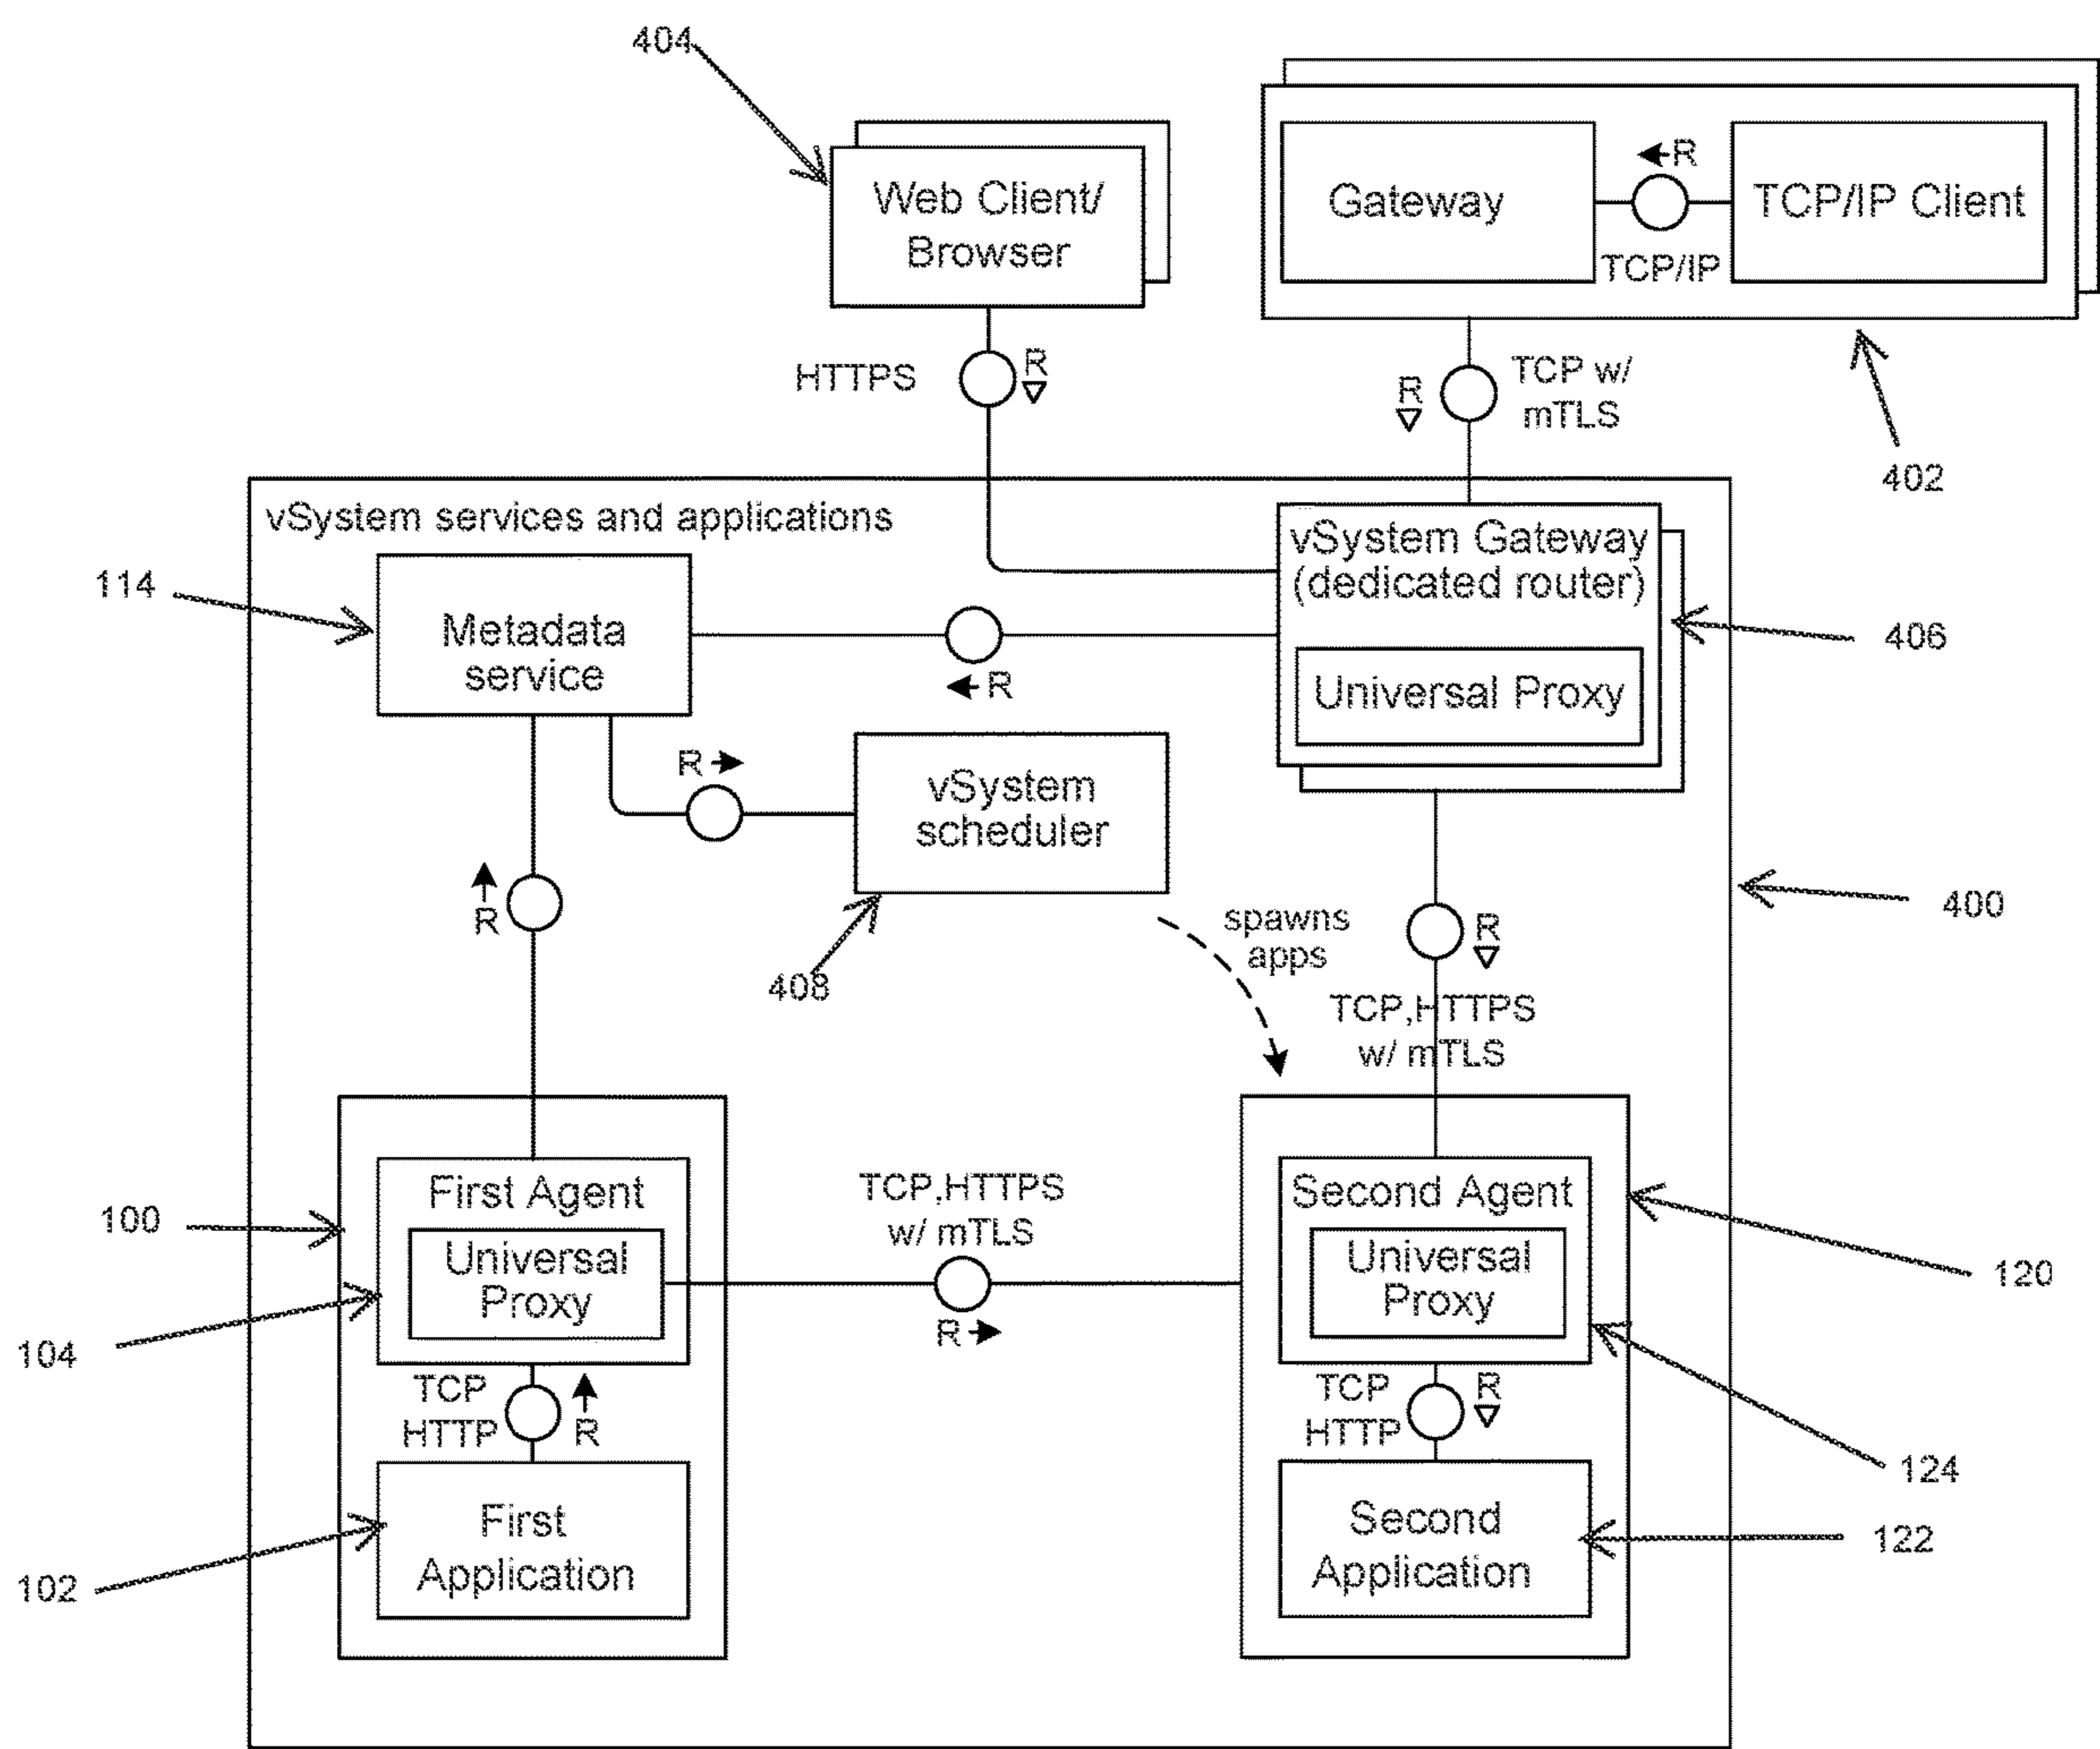 404
Web Client/
Browser
Gateway
R
TCP/IP
TCP/IP Client
HTTPS
R
R
TCP w/
mTLS
402
vSystem services and applications
114
Metadata
service
R
vSystem Gateway
(dedicated router)
Universal Proxy
406
R
vSystem
scheduler
R
408
spawns
apps
R
400
TCP,HTTPS
w/ mTLS
100
First Agent
Universal
Proxy
104
TCP,HTTPS
w/ mTLS
R
Second Agent
Universal
Proxy
120
TCP
HTTP
R
TCP
HTTP
R
124
First
Application
102
Second
Application
122